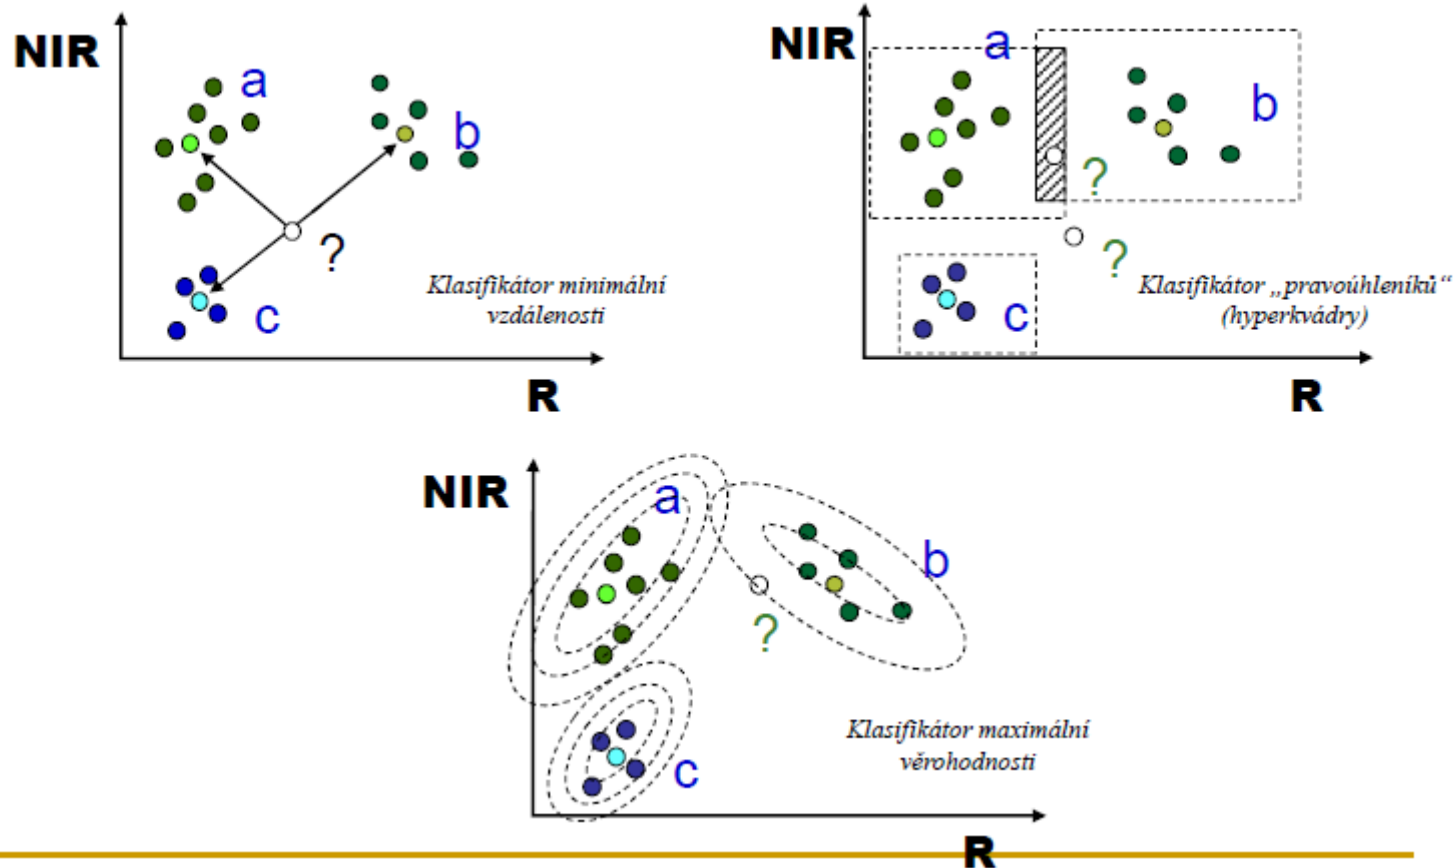 NIR
a
b
?
c
Klasifikátor minimální
vzdálenosti
R
NIR
a
b
?
?
c
Klasifikátor „pravoúhleníků“
(hyperkvádry)
R
NIR
a
b
?
c
Klasifikátor maximální
věrohodnosti
R